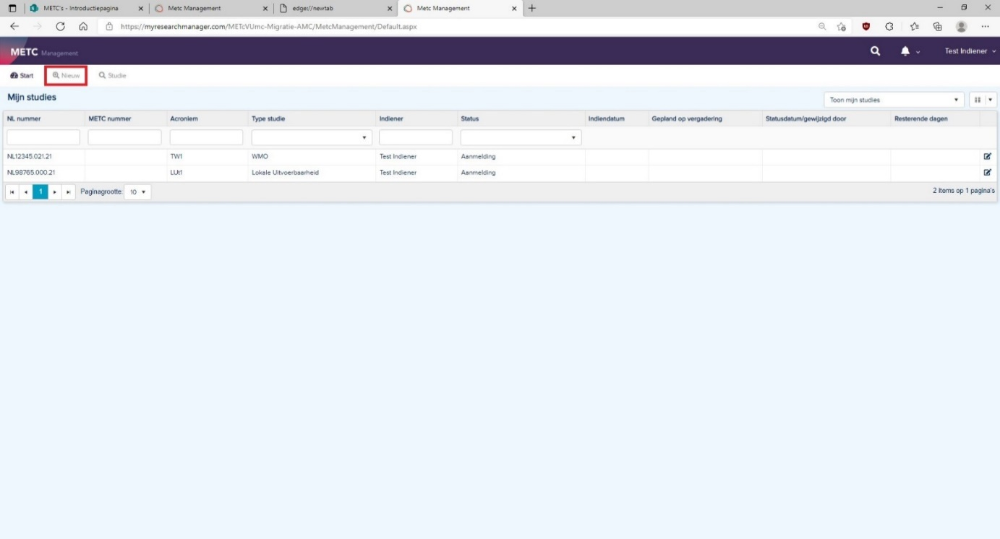 METC's - Introductiepagina Metc Management edge://newtab Metc Management
https://myresearchmanager.com/METcVUmc-Migratie-AMC/MetcManagement/Default.aspx
METC Management Test Indiener
Start Nieuw Studie
Mijn studies Toon mijn studies
NL nummer METC nummer Acroniem Type studie Indiener Status Indiendatum Gepland op vergadering Statusdatum/gewijzigd door Resterende dagen
NL12345.021.21 TW1 WMO Test Indiener Aanmelding
NL98765.000.21 LUt1 Lokale Uitvoerbaarheid Test Indiener Aanmelding
1 Paginagrootte: 10 2 items op 1 pagina's